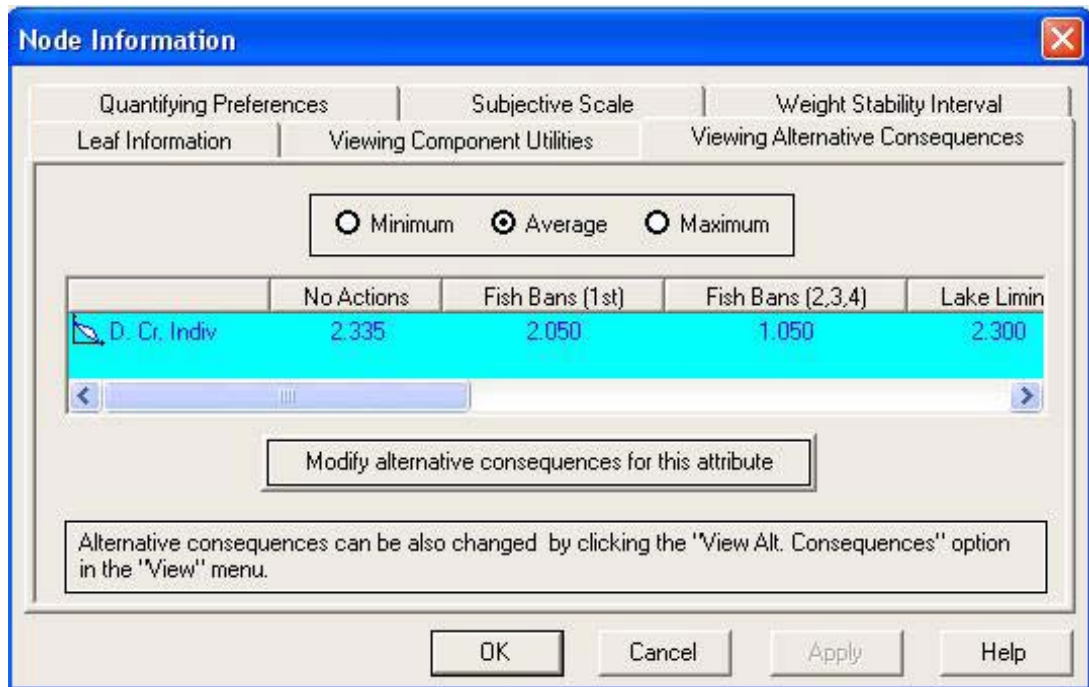 Node Information
Quantifying Preferences Subjective Scale Weight Stability Interval
Leaf Information Viewing Component Utilities Viewing Alternative Consequences
Minimum Average Maximum
No Actions Fish Bans (1st) Fish Bans (2,3,4) Lake Limin
D. Cr. Indiv 2.335 2.050 1.050 2.300
Modify alternative consequences for this attribute
Alternative consequences can be also changed by clicking the "View Alt. Consequences" option
in the "View" menu.
OK Cancel Apply Help